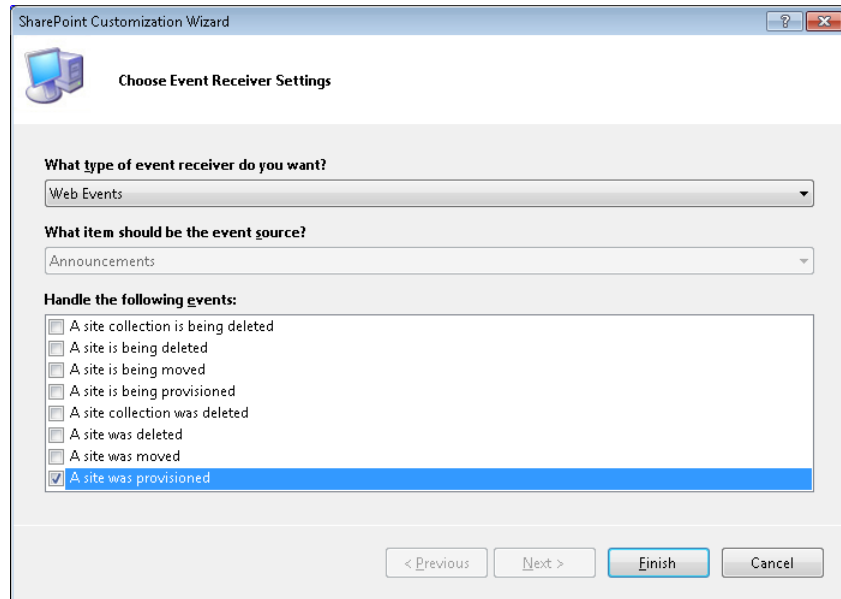 SharePoint Customization Wizard
Choose Event Receiver Settings
What type of event receiver do you want?
Web Events
What item should be the event source?
Announcements
Handle the following events:
A site collection is being deleted
A site is being deleted
A site is being moved
A site is being provisioned
A site collection was deleted
A site was deleted
A site was moved
A site was provisioned
< Previous Next > Finish Cancel